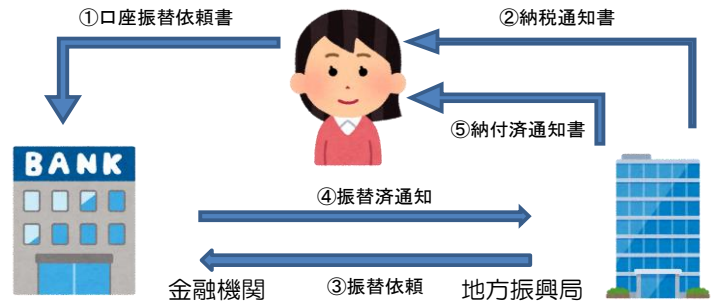 ①口座振替依頼書
②納税通知書
⑤納付済通知書
BANK
④振替済通知
金融機関
③振替依頼
地方振興局